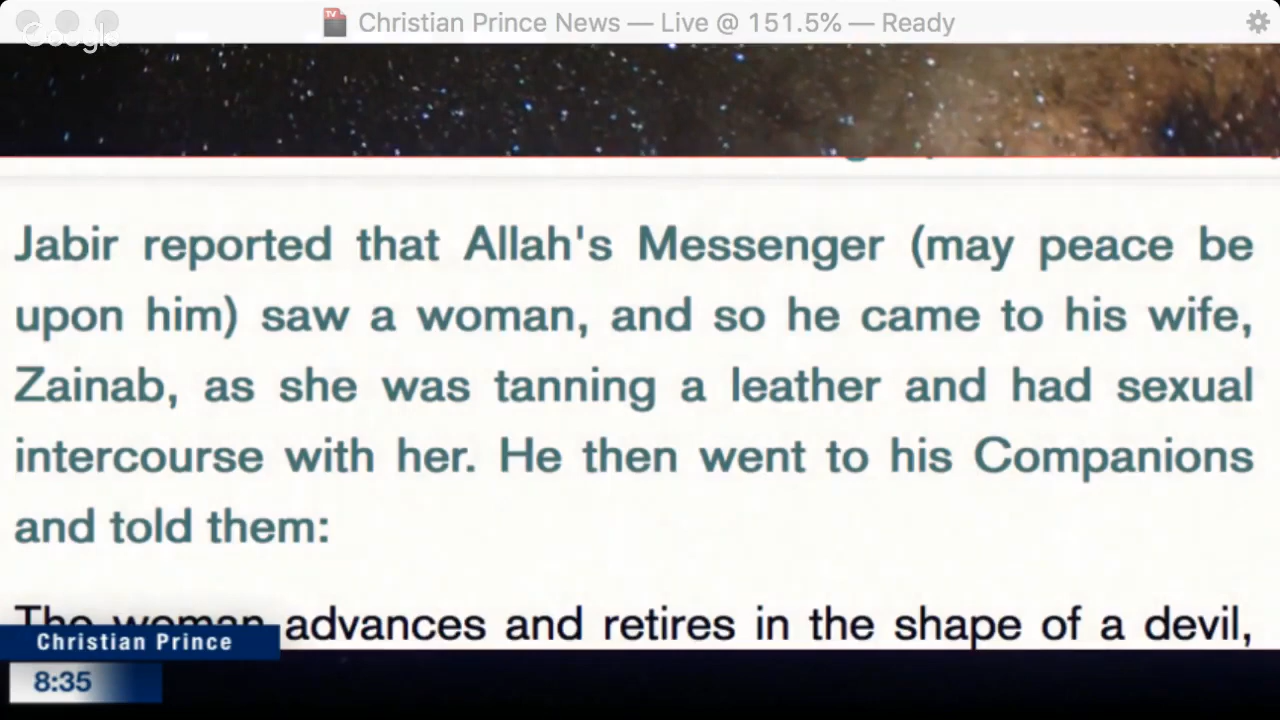 Christian Prince News — Live @ 151.5% — Ready
Google
Jabir reported that Allah's Messenger (may peace be
upon him) saw a woman, and so he came to his wife,
Zainab, as she was tanning a leather and had sexual
intercourse with her. He then went to his Companions
and told them:
The woman advances and retires in the shape of a devil,
Christian Prince
8:35